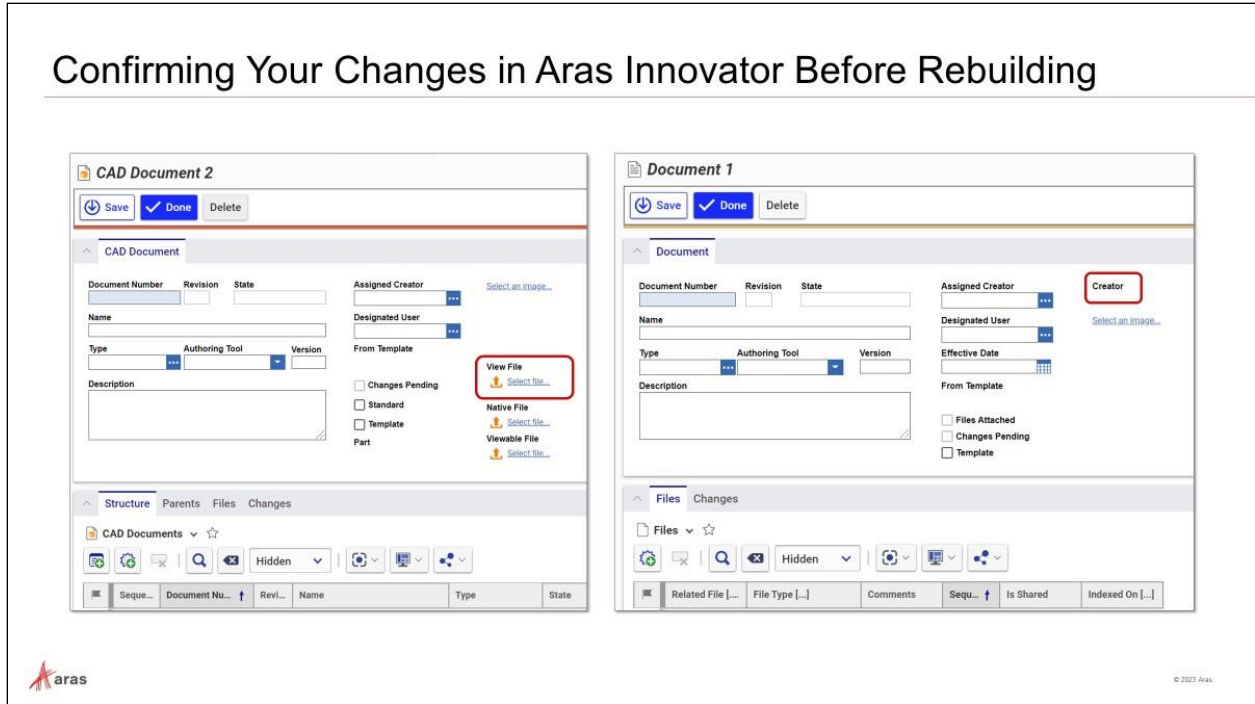 Confirming Your Changes in Aras Innovator Before Rebuilding
CAD Document 2
Save Done Delete
CAD Document
Document Number Revision State Assigned Creator Select an image...
Name Designated User
Type Authoring Tool Version From Template
View File
Select file...
Description Changes Pending
Standard Native File
Template Select file...
Part Viewable File
Select file...
Structure Parents Files Changes
CAD Documents
Hidden
Seque... Document Nu... Revi... Name Type State
Document 1
Save Done Delete
Document
Document Number Revision State Assigned Creator Creator
Name Designated User Select an image...
Type Authoring Tool Version Effective Date
Description From Template
Files Attached
Changes Pending
Template
Files Changes
Files
Hidden
Related File [.... File Type [...] Comments Sequ... Is Shared Indexed On [...]
aras
© 2023 Aras